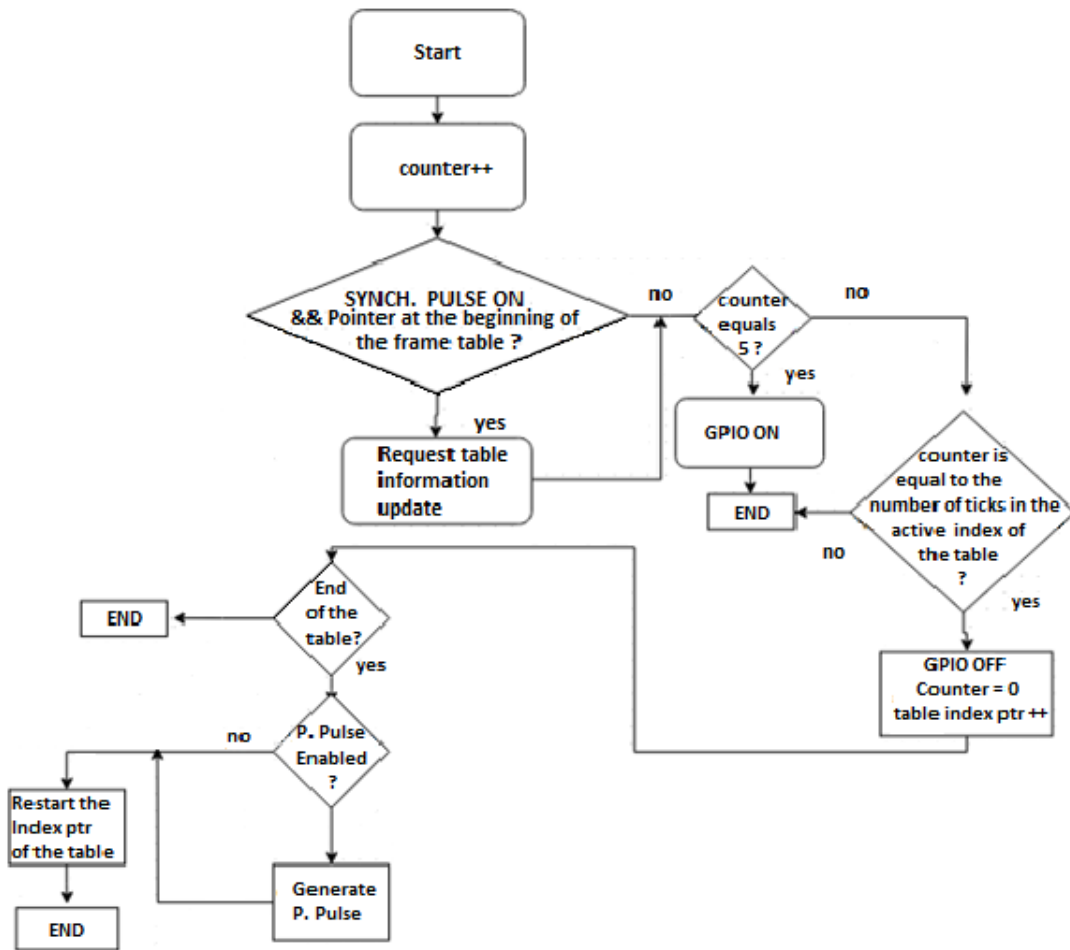 Start
counter++
SYNCH. PULSE ON
&& Pointer at the beginning of
the frame table ?
no
yes
Request table
information
update
counter
equals
5 ?
no
yes
GPIO ON
END
counter is
equal to the
number of ticks in the
active index of
the table
?
no
yes
GPIO OFF
Counter = 0
table index ptr ++
End
of the
table?
END
yes
P. Pulse
Enabled
?
no
Restart the
Index ptr
of the table
END
Generate
P. Pulse